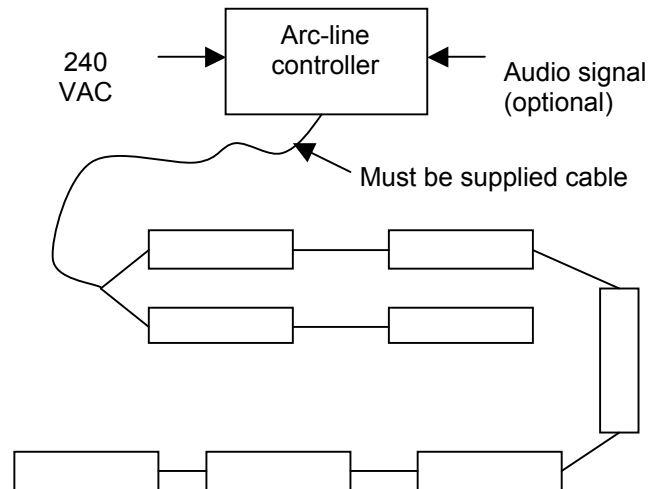 Arc-line
controller
240
VAC
Audio signal
(optional)
Must be supplied cable